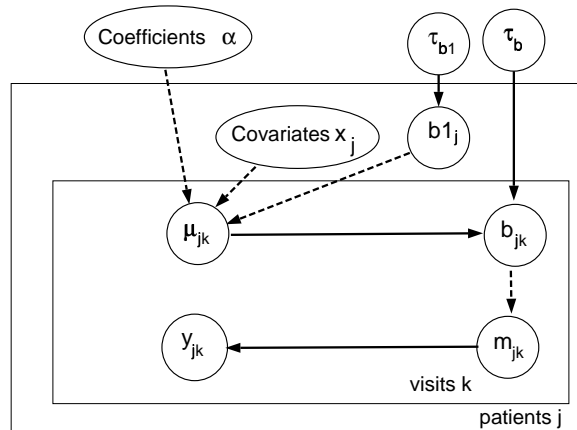 Coefficients α
τb1
τb
Covariates xj
b1j
μjk
bjk
yjk
mjk
visits k
patients j